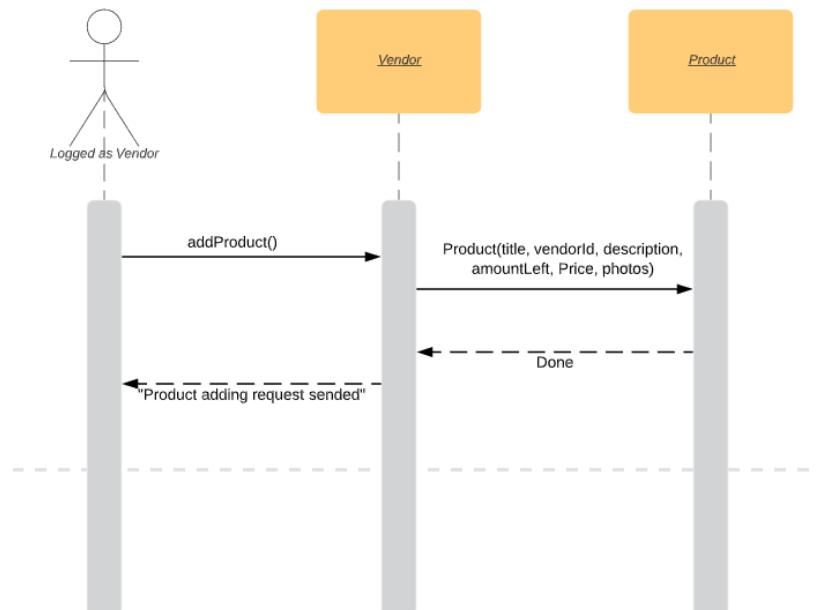 Vendor
Product
Logged as Vendor
addProduct()
Product(title, vendorId, description,
amountLeft, Price, photos)
Done
"Product adding request sended"